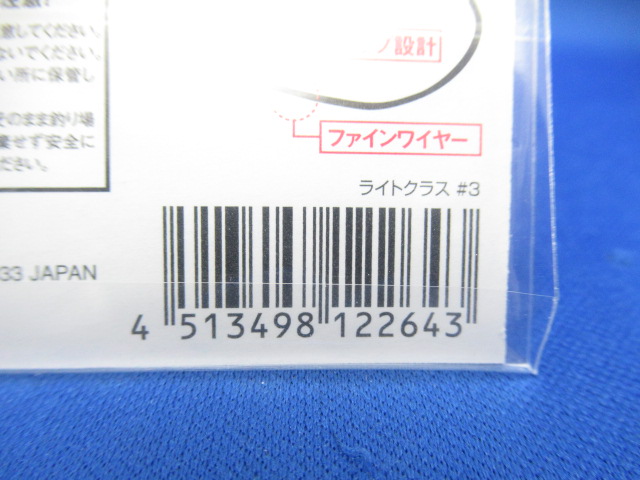 意してください。
ないでください。
い所に保管し
そのまま釣り場
棄せず安全に
ださい。
設計
ファインワイヤー
ライトクラス #3
33 JAPAN
4 513498 122643